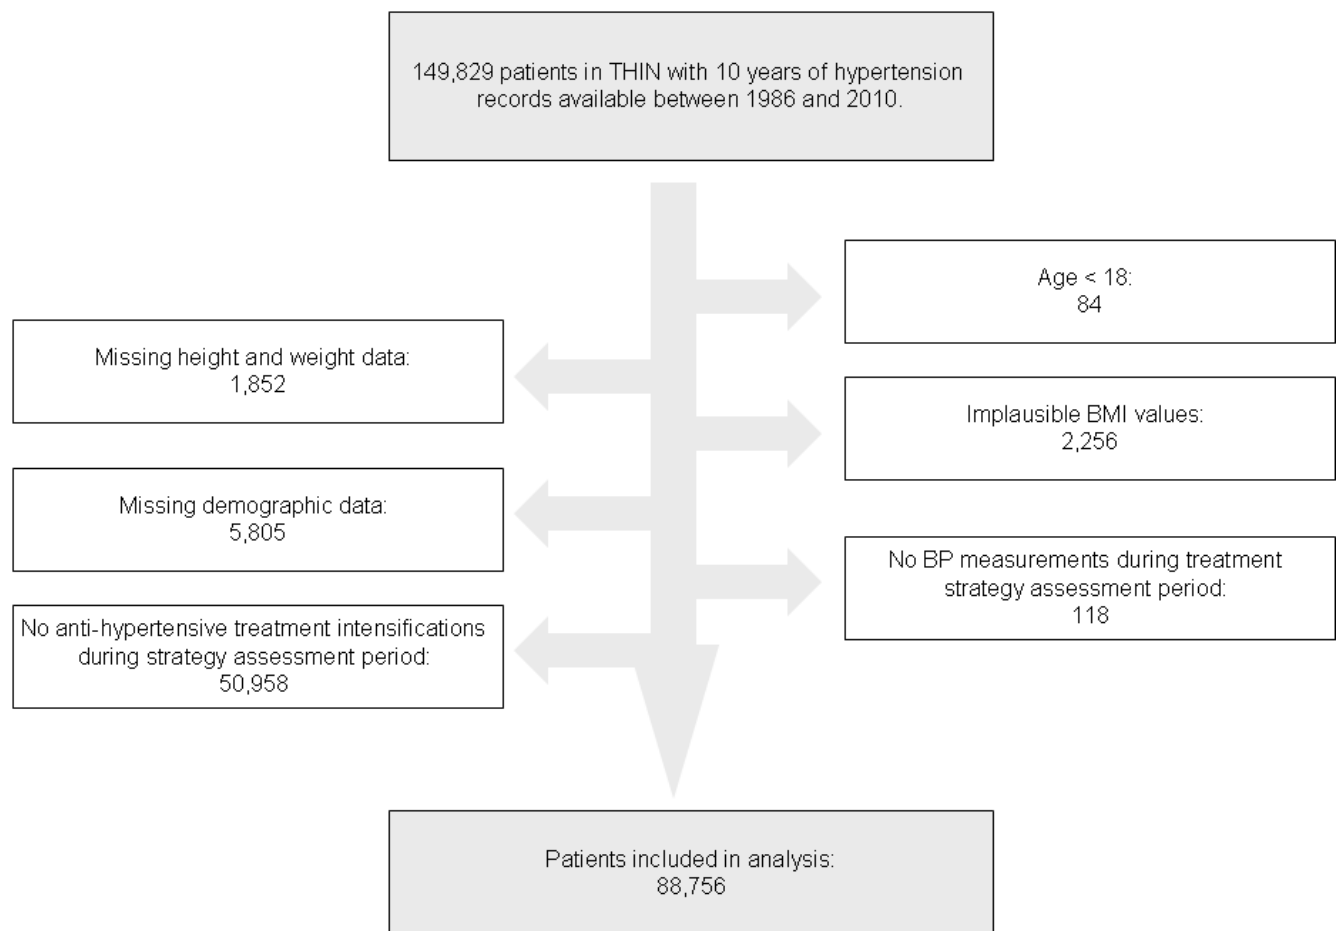 149,829 patients in THIN with 10 years of hypertension
records available between 1986 and 2010.
Age < 18:
84
Missing height and weight data:
1,852
Implausible BMI values:
2,256
Missing demographic data:
5,805
No BP measurements during treatment
strategy assessment period:
118
No anti-hypertensive treatment intensifications
during strategy assessment period:
50,958
Patients included in analysis:
88,756